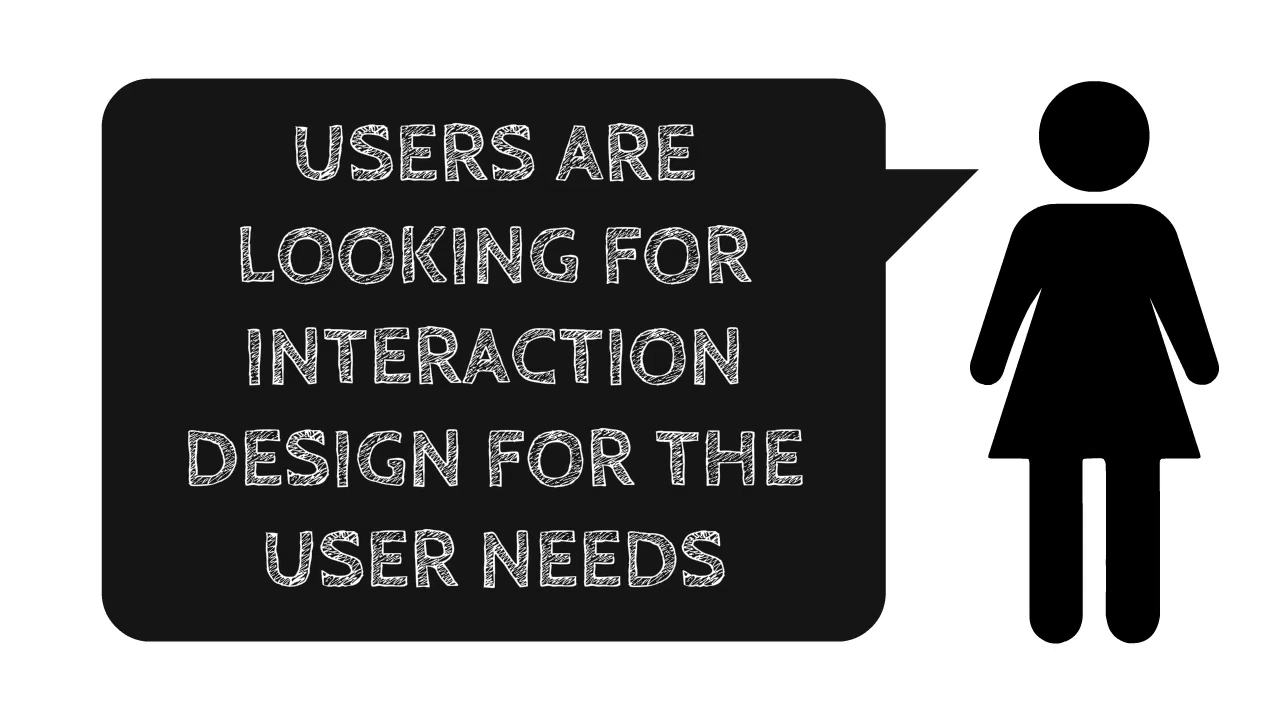 USERS ARE
LOOKING FOR
INTERACTION
DESIGN FOR THE
USER NEEDS